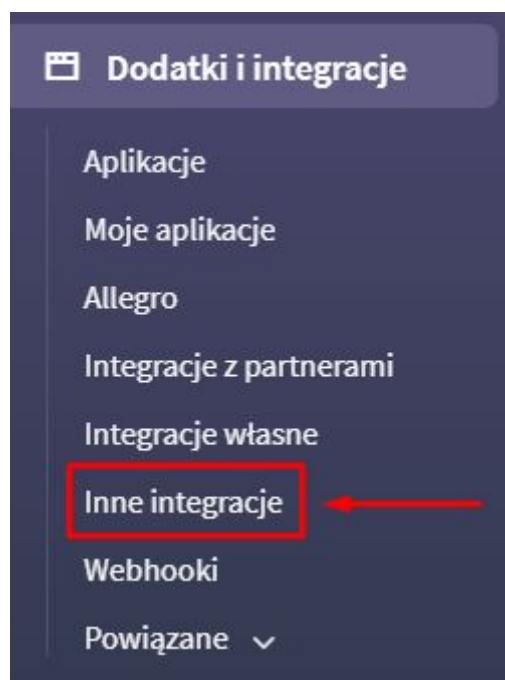 Dodatki i integracje
Aplikacje
Moje aplikacje
Allegro
Integracje z partnerami
Integracje własne
Inne integracje
Webhooki
Powiązane